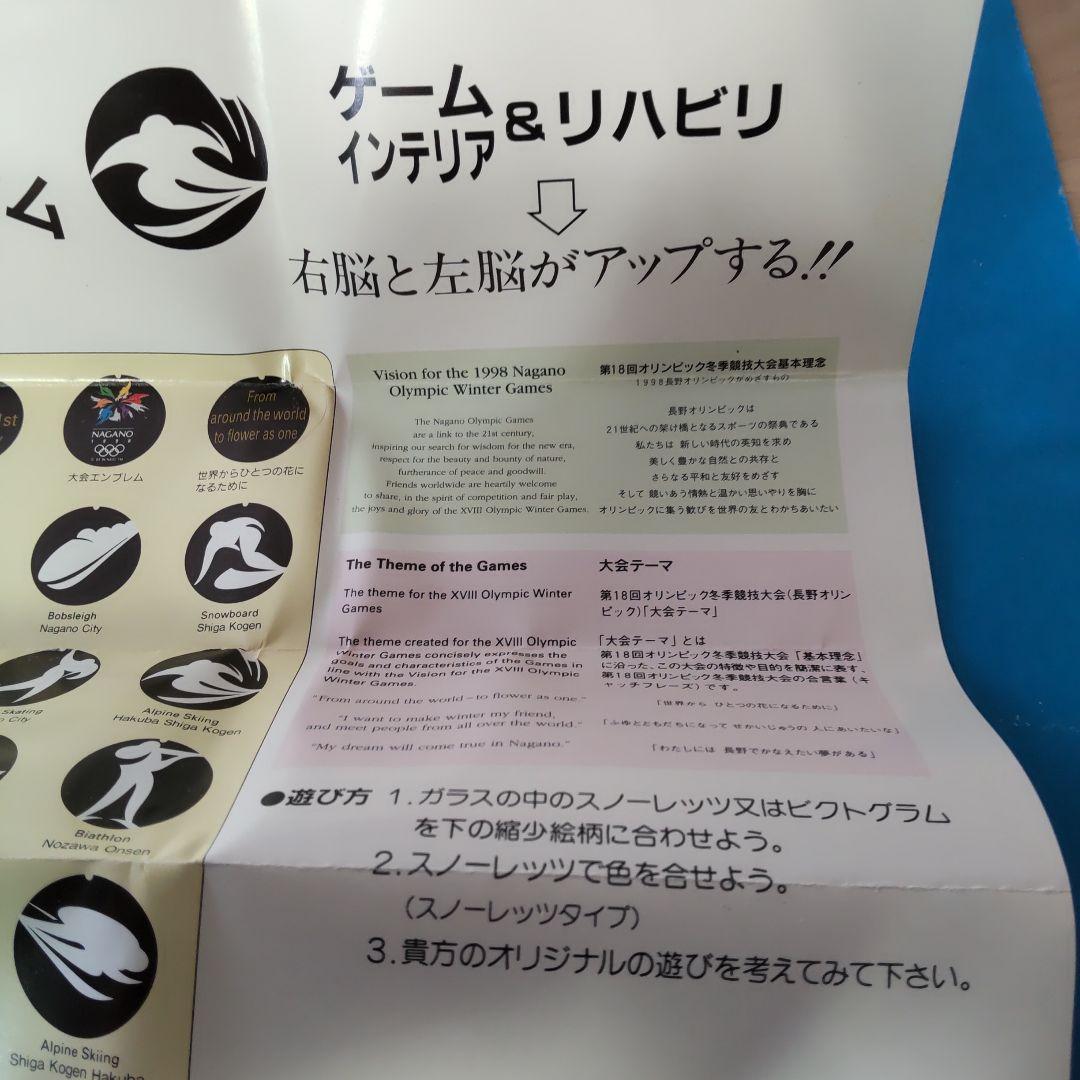 ゲーム
インテリア
&リハビリ
右脳と左脳がアップする!!
From
around the world
to flower as one
1st
NAGANO
1998
大会エンブレム
世界からひとつの花に
なるために
Bobsleigh
Nagano City
Snowboard
Shiga Kogen
Skating
City
Alpine Skiing
Hakuba Shiga Kogen
Biathlon
Nozawa Onsen
Alpine Skiing
Shiga Kogen Hakuba
Vision for the 1998 Nagano
Olympic Winter Games
The Nagano Olympic Games
are a link to the 21st century,
inspiring our search for wisdom for the new era,
respect for the beauty and bounty of nature,
furtherance of peace and goodwill.
Friends worldwide are heartily welcome
to share, in the spirit of competition and fair play,
the joys and glory of the XVIII Olympic Winter Games.
第18回オリンピック冬季競技大会基本理念
1998長野オリンピックがめざすもの
長野オリンピックは
21世紀への架け橋となるスポーツの祭典である
私たちは 新しい時代の英知を求め
美しく豊かな自然との共存と
さらなる平和と友好をめざす
そして 競いあう情熱と温かい思いやりを胸に
オリンピックに集う歓びを世界の友とわかちあいたい
The Theme of the Games
The theme for the XVIII Olympic Winter
Games
The theme created for the XVIII Olympic
Winter Games concisely expresses the
goals and characteristics of the Games in
line with the Vision for the XVIII Olympic
Winter Games.
"From around the world–to flower as one."
"I want to make winter my friend,
and meet people from all over the world."
"My dream will come true in Nagano."
大会テーマ
第18回オリンピック冬季競技大会(長野オリン
ピック)「大会テーマ」
「大会テーマ」とは
第18回オリンピック冬季競技大会「基本理念」
に沿った、この大会の特徴や目的を簡潔に表す、
第18回オリンピック冬季競技大会の合言葉(キ
ャッチフレーズ)です。
「世界から ひとつの花になるために」
「ふゆとともだちになって せかいじゅうの 人にあいたいな」
「わたしには 長野でかなえたい夢がある」
●遊び方 1.ガラスの中のスノーレッツ又はピクトグラム
を下の縮少絵柄に合わせよう。
2.スノーレッツで色を合せよう。
(スノーレッツタイプ)
3.貴方のオリジナルの遊びを考えてみて下さい。